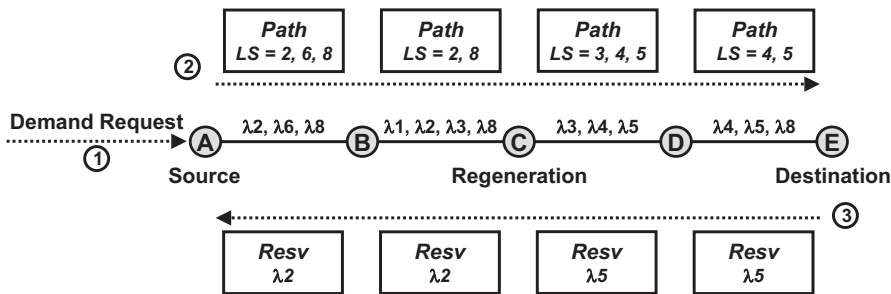 Path Path Path Path
LS = 2, 6, 8 LS = 2, 8 LS = 3, 4, 5 LS = 4, 5
2
Demand Request λ2, λ6, λ8 λ1, λ2, λ3, λ8 λ3, λ4, λ5 λ4, λ5, λ8
A B C D E
1
Source Regeneration Destination
3
Resv Resv Resv Resv
λ2 λ2 λ5 λ5